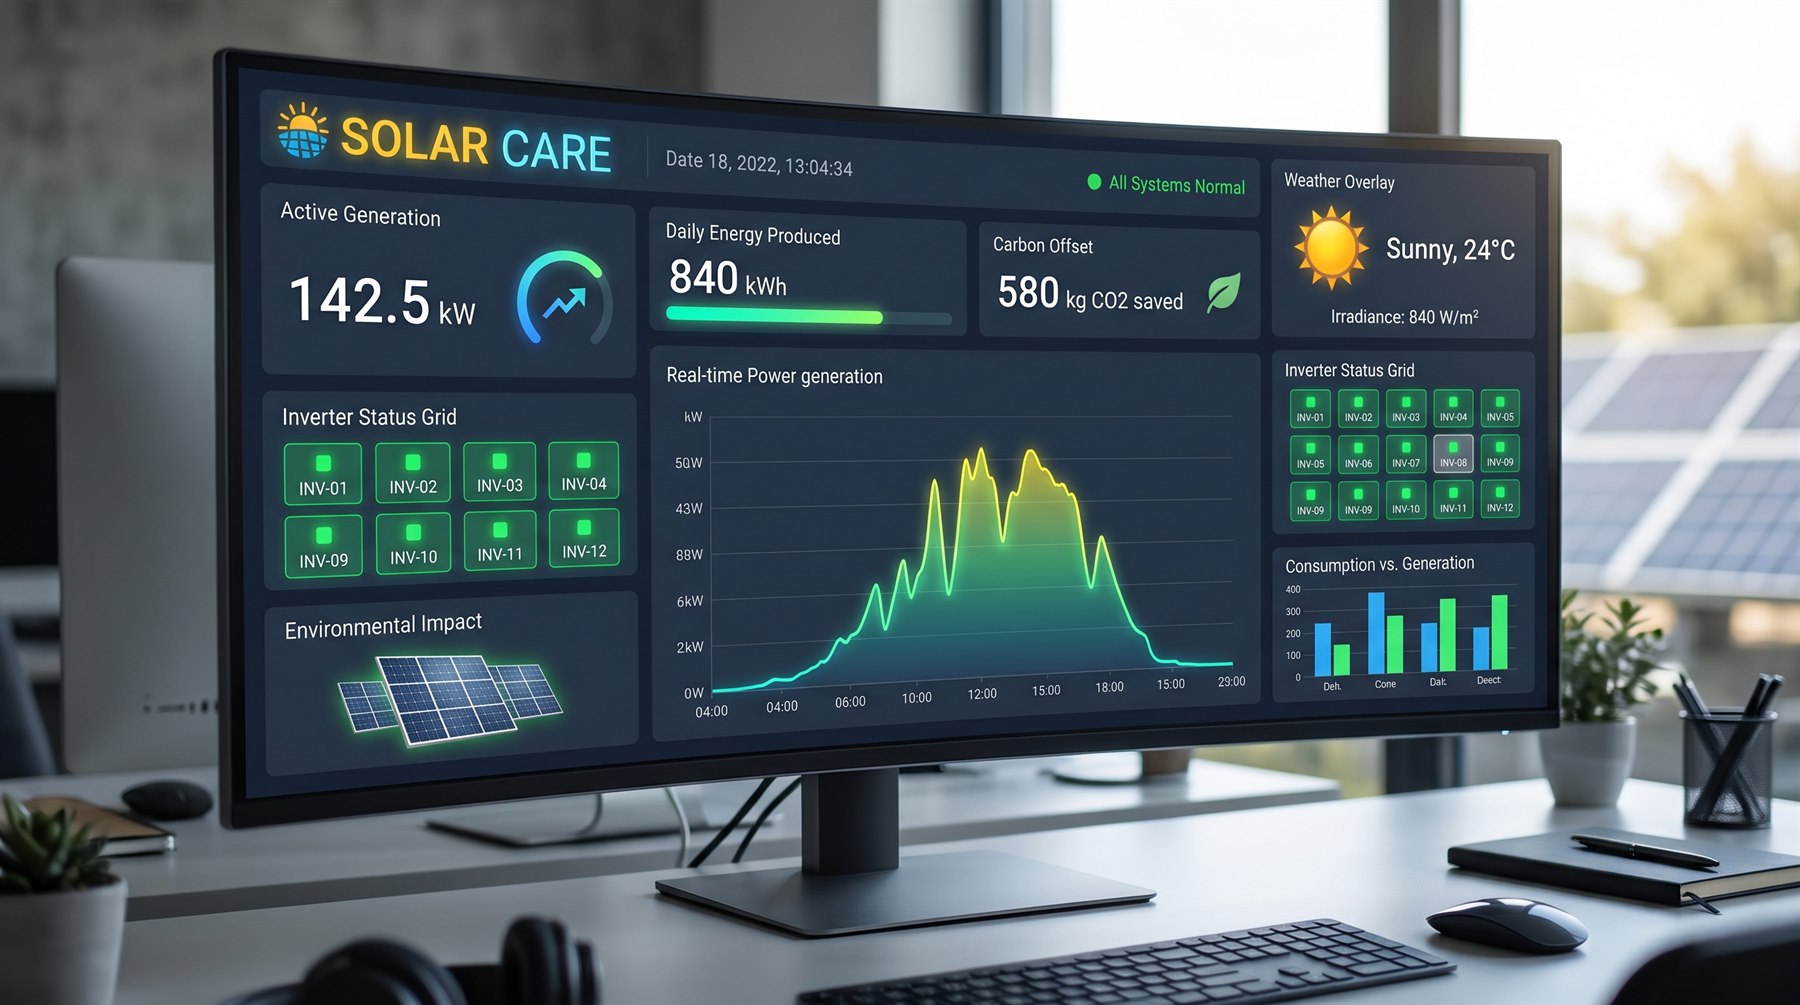 SOLAR CARE
Date 18, 2022, 13:04:34
All Systems Normal
Active Generation
142.5 kW
Daily Energy Produced
840 kWh
Carbon Offset
580 kg CO2 saved
Weather Overlay
Sunny, 24°C
Irradiance: 840 W/m²
Inverter Status Grid
INV-01 INV-02 INV-03 INV-04
INV-09 INV-10 INV-11 INV-12
Environmental Impact
Real-time Power generation
kW
50W
43W
88W
6kW
2kW
0W
04:00 04:00 06:00 10:00 12:00 15:00 18:00 15:00 29:00
Inverter Status Grid
INV-01 INV-02 INV-03 INV-04 INV-05
INV-05 INV-06 INV-07 INV-08 INV-09
INV-09 INV-09 INV-10 INV-11 INV-12
Consumption vs. Generation
400
300
200
100
0
Deh. Cone Dalt. Deect